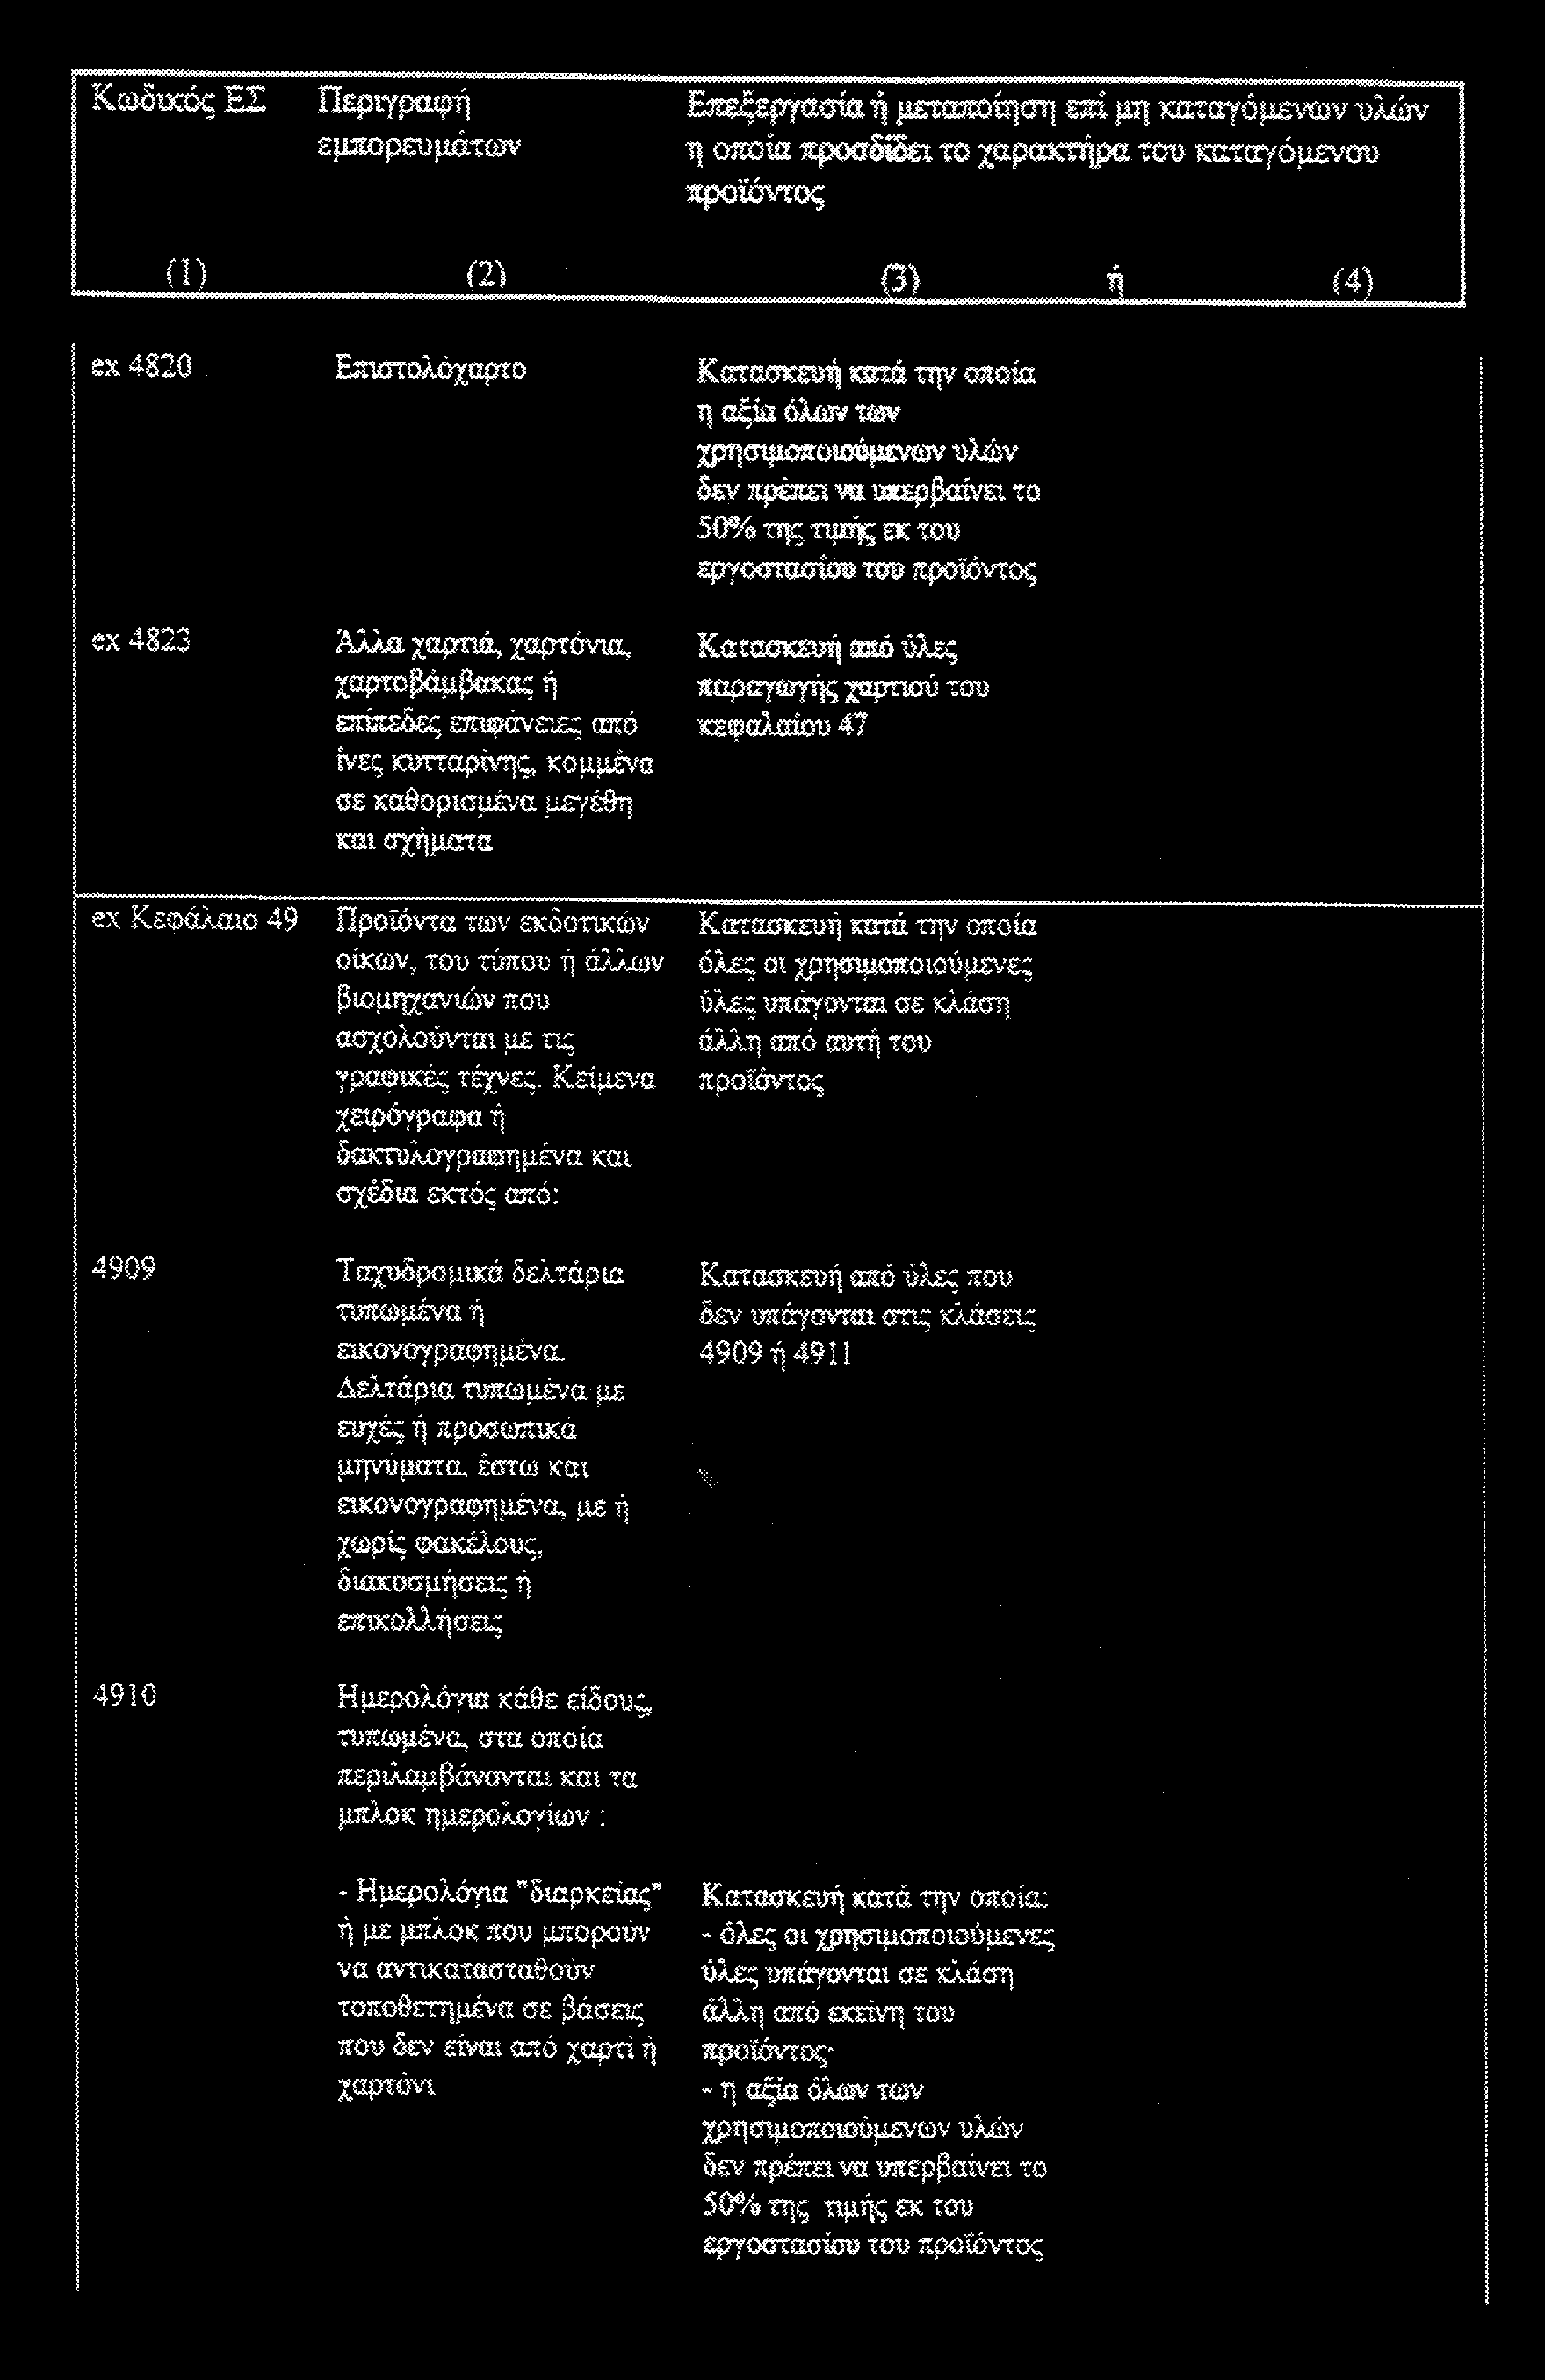 Κωδικός ΕΣ
Περιγραφή
εμπορευμάτων
Επεξεργασία ή μεταποίηση επί μη καταγόμενων υλών
η οποία προσδίδει το χαρακτήρα του καταγόμενου
προϊόντος
(1)
(2)
(3) ή (4)
ex 4820
Επιστολόχαρτο
Κατασκευή κατά την οποία
η αξία όλων των
χρησιμοποιούμενων υλών
δεν πρέπει να υπερβαίνει το
50% της τιμής εκ του
εργοστασίου του προϊόντος
ex 4823
Άλλα χαρτιά, χαρτόνια,
χαρτοβάμβακας ή
επίπεδες επιφάνειες από
ίνες κυτταρίνης, κομμένα
σε καθορισμένα μεγέθη
και σχήματα
Κατασκευή από ύλες
παραγωγής χαρτιού του
κεφαλαίου 47
ex Κεφάλαιο 49
Προϊόντα των εκδοτικών
οίκων, του τύπου ή άλλων
βιομηχανιών που
ασχολούνται με τις
γραφικές τέχνες. Κείμενα
χειρόγραφα ή
δακτυλογραφημένα και
σχέδια εκτός από:
Κατασκευή κατά την οποία
όλες οι χρησιμοποιούμενες
ύλες υπάγονται σε κλάση
άλλη από αυτή του
προϊόντος
4909
Ταχυδρομικά δελτάρια
τυπωμένα ή
εικονογραφημένα.
Δελτάρια τυπωμένα με
ευχές ή προσωπικά
μηνύματα, έστω και
εικονογραφημένα, με ή
χωρίς φακέλους,
διακοσμήσεις ή
επικολλήσεις
Κατασκευή από ύλες που
δεν υπάγονται στις κλάσεις
4909 ή 4911
4910
Ημερολόγια κάθε είδους,
τυπωμένα, στα οποία
περιλαμβάνονται και τα
μπλοκ ημερολογίων :
- Ημερολόγια "διαρκείας"
ή με μπλοκ που μπορούν
να αντικατασταθούν
τοποθετημένα σε βάσεις
που δεν είναι από χαρτί ή
χαρτόνι
Κατασκευή κατά την οποία:
- όλες οι χρησιμοποιούμενες
ύλες υπάγονται σε κλάση
άλλη από εκείνη του
προϊόντος·
- η αξία όλων των
χρησιμοποιούμενων υλών
δεν πρέπει να υπερβαίνει το
50% της τιμής εκ του
εργοστασίου του προϊόντος